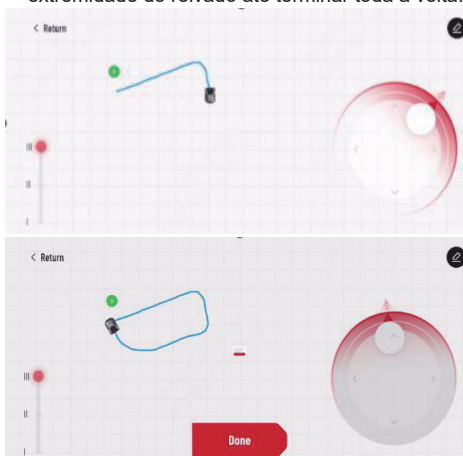 extremidade do relvado até terminar toda a volta.
< Return
III
II
I
< Return
III
II
I
Done